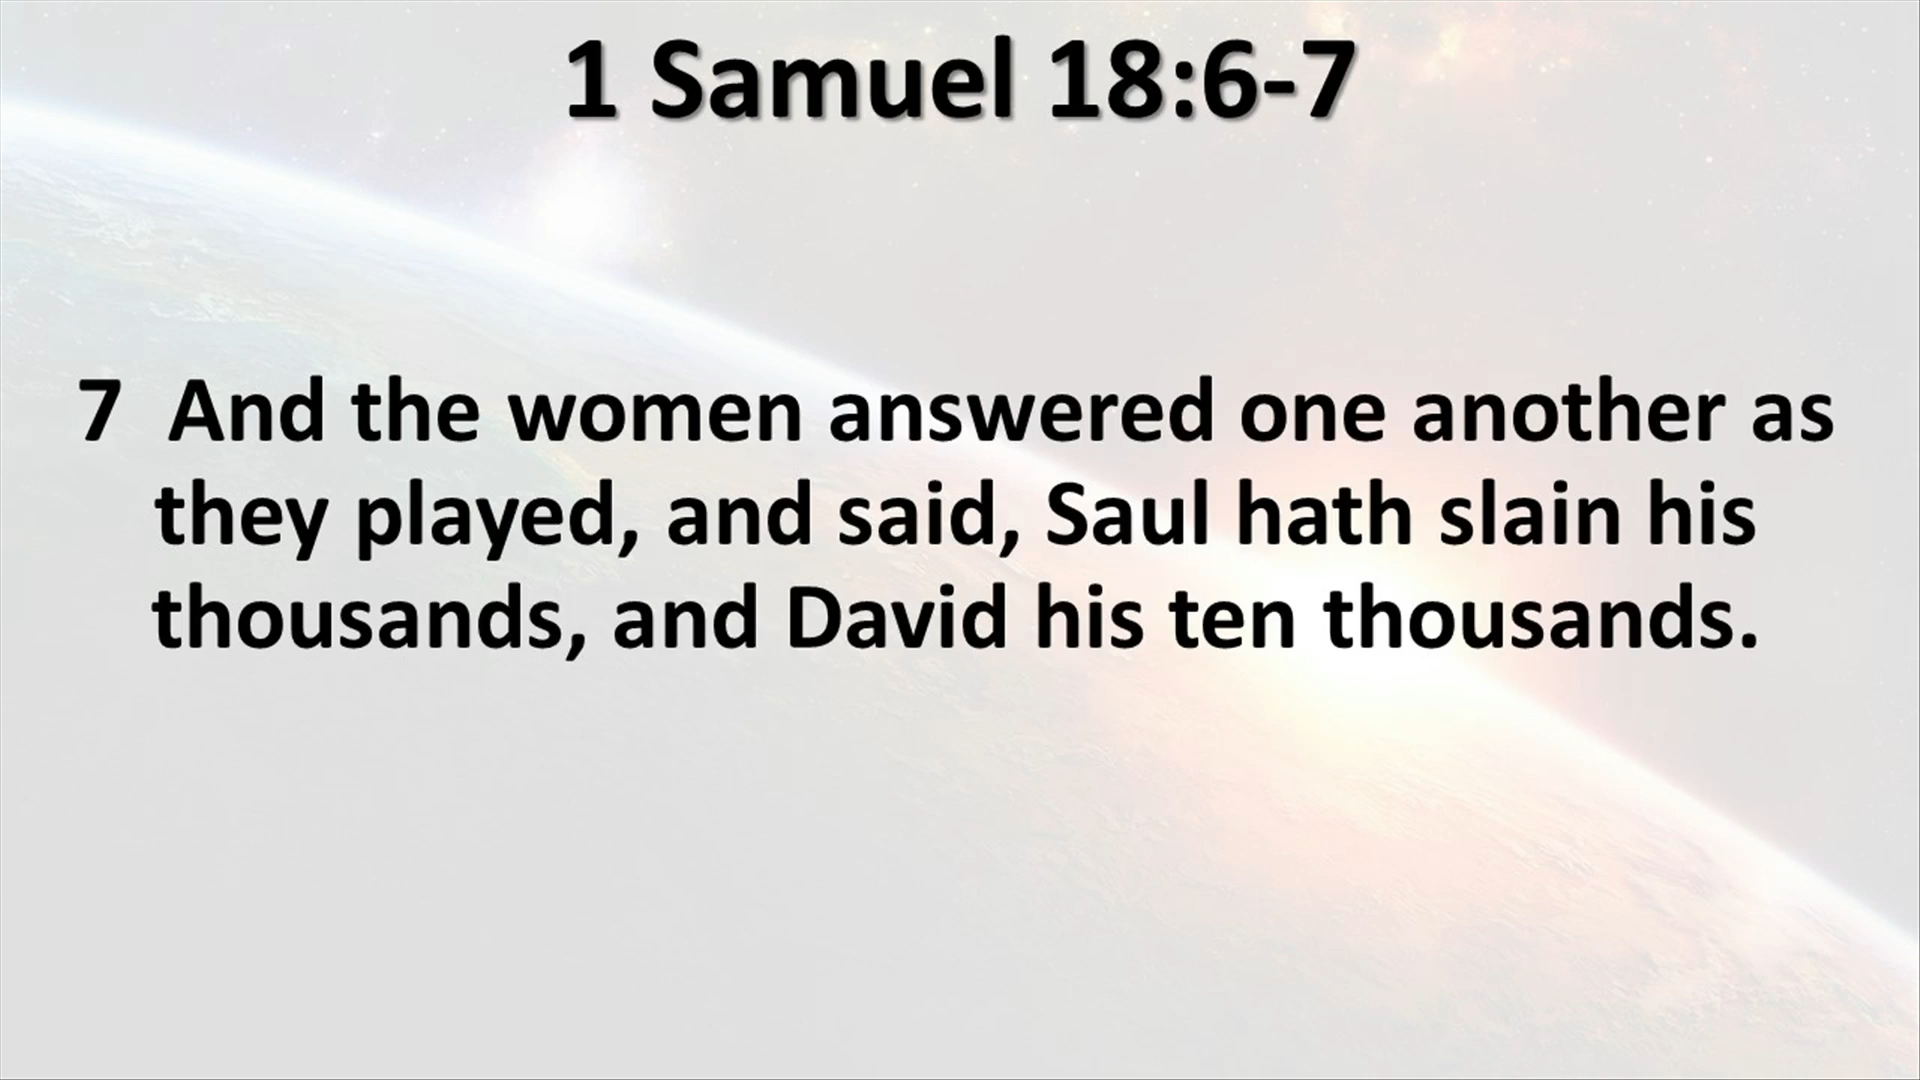 1 Samuel 18:6-7
7  And the women answered one another as
they played, and said, Saul hath slain his
thousands, and David his ten thousands.